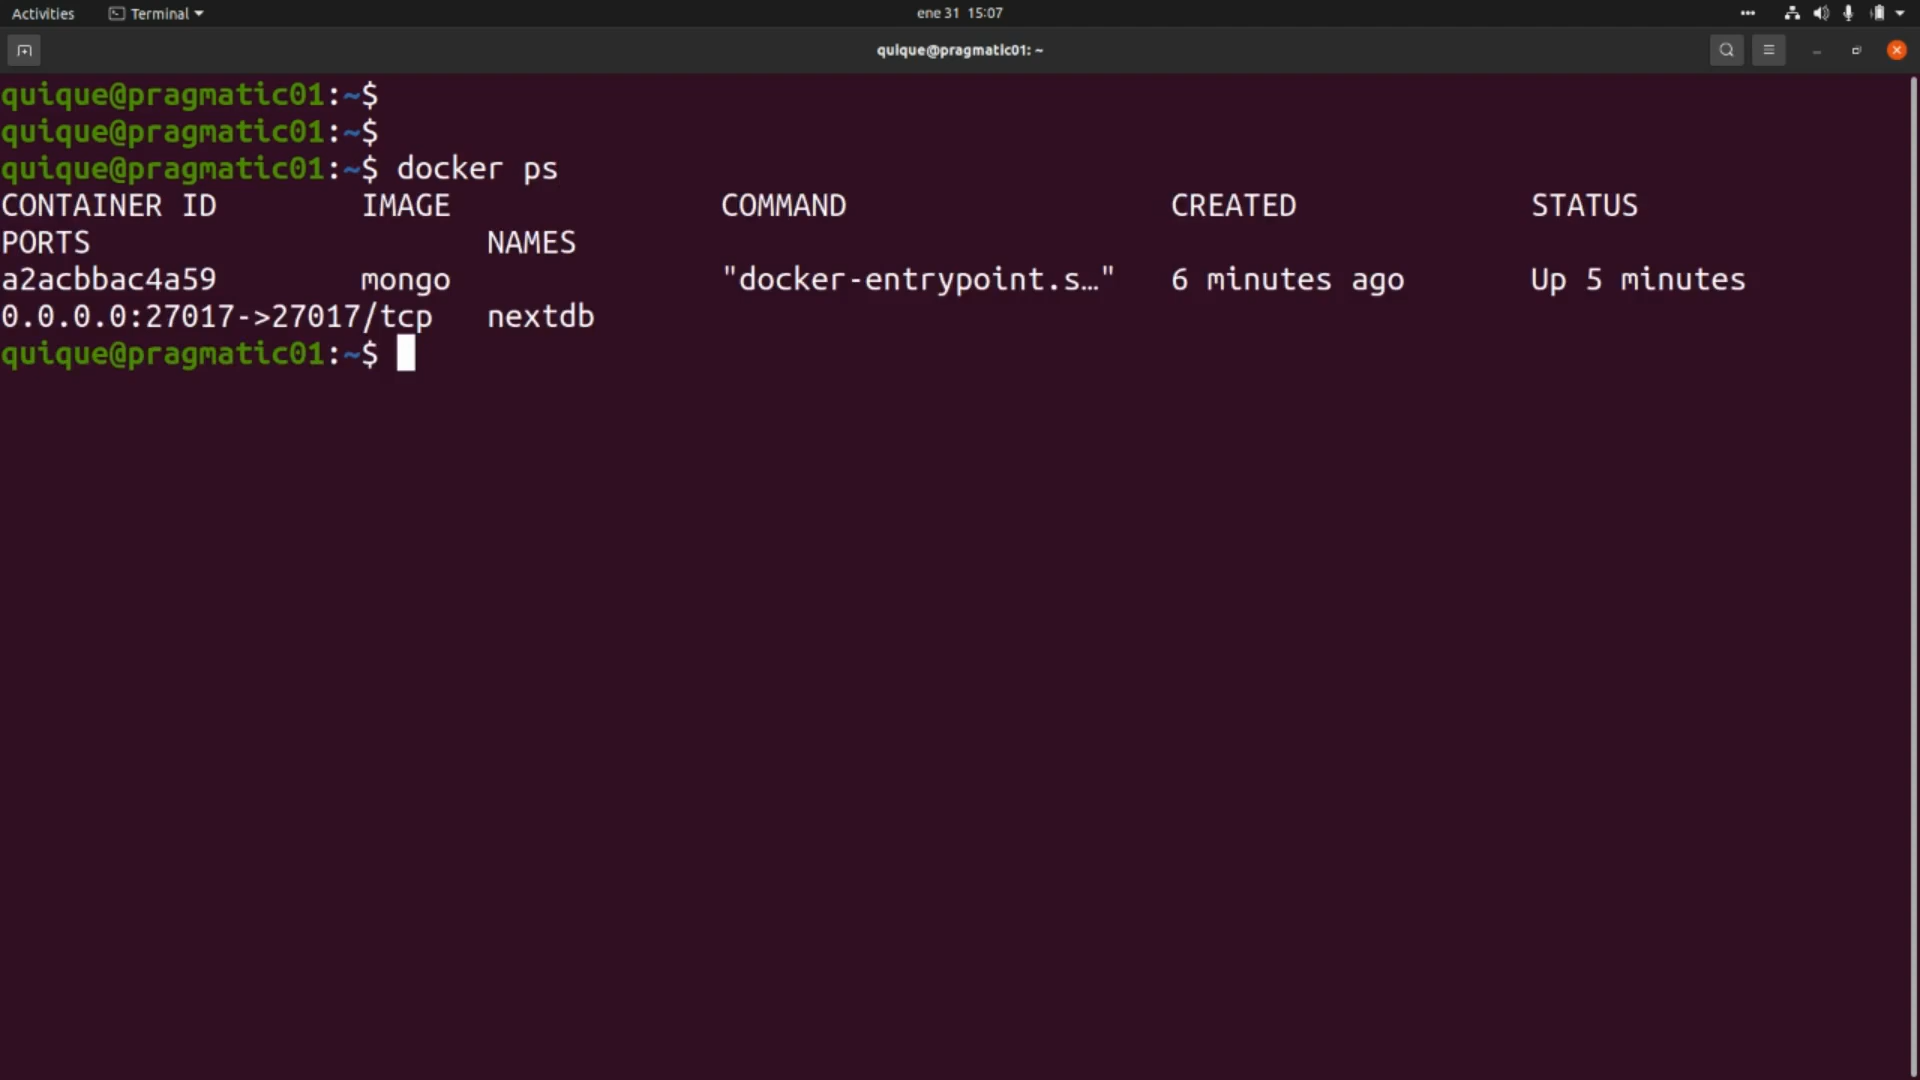 Activities Terminal ene 31 15:07
quique@pragmatic01: ~
quique@pragmatic01:~$
quique@pragmatic01:~$
quique@pragmatic01:~$ docker ps
CONTAINER ID IMAGE COMMAND CREATED STATUS
PORTS NAMES
a2acbbac4a59 mongo "docker-entrypoint.s…" 6 minutes ago Up 5 minutes
0.0.0.0:27017->27017/tcp nextdb
quique@pragmatic01:~$